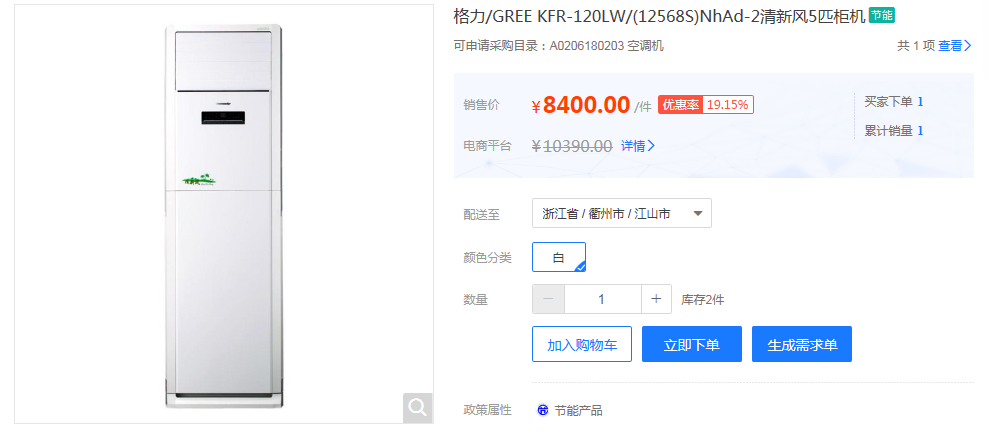 格力/GREE KFR-120LW/(12568S)NhAd-2清新风5匹柜机 节能
可申请采购目录：A0206180203 空调机 共 1 项 查看
销售价 ¥8400.00 /件 优惠率 19.15% 买家下单 1
累计销量 1
电商平台 ¥10390.00 详情
配送至 浙江省 / 衢州市 / 江山市
颜色分类 白
数量 － 1 ＋ 库存2件
加入购物车 立即下单 生成需求单
政策属性 节能产品